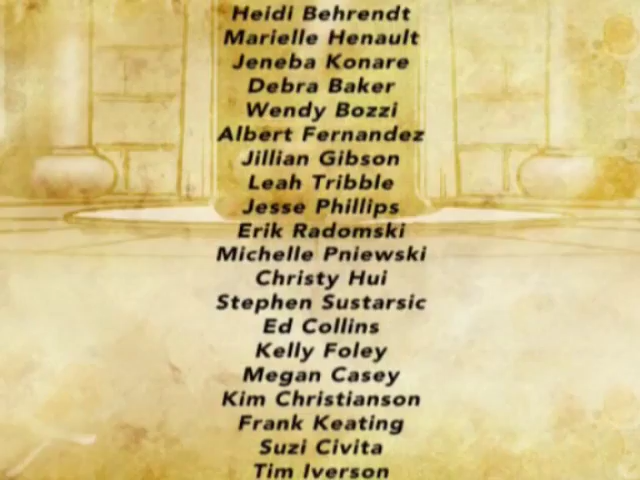 Heidi Behrendt
Marielle Henault
Jeneba Konare
Debra Baker
Wendy Bozzi
Albert Fernandez
Jillian Gibson
Leah Tribble
Jesse Phillips
Erik Radomski
Michelle Pniewski
Christy Hui
Stephen Sustarsic
Ed Collins
Kelly Foley
Megan Casey
Kim Christianson
Frank Keating
Suzi Civita
Tim Iverson